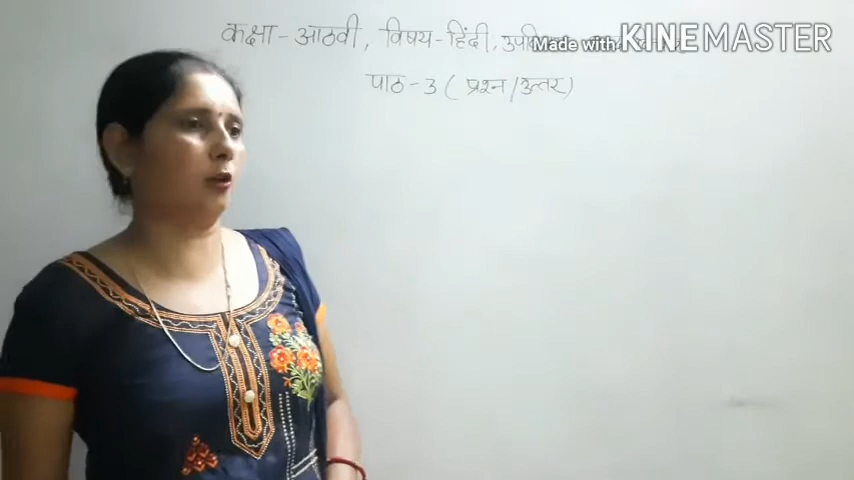 कक्षा - आठवी, विषय - हिंदी,
Made with KINEMASTER
पाठ - 3 ( प्रश्न / उत्तर )